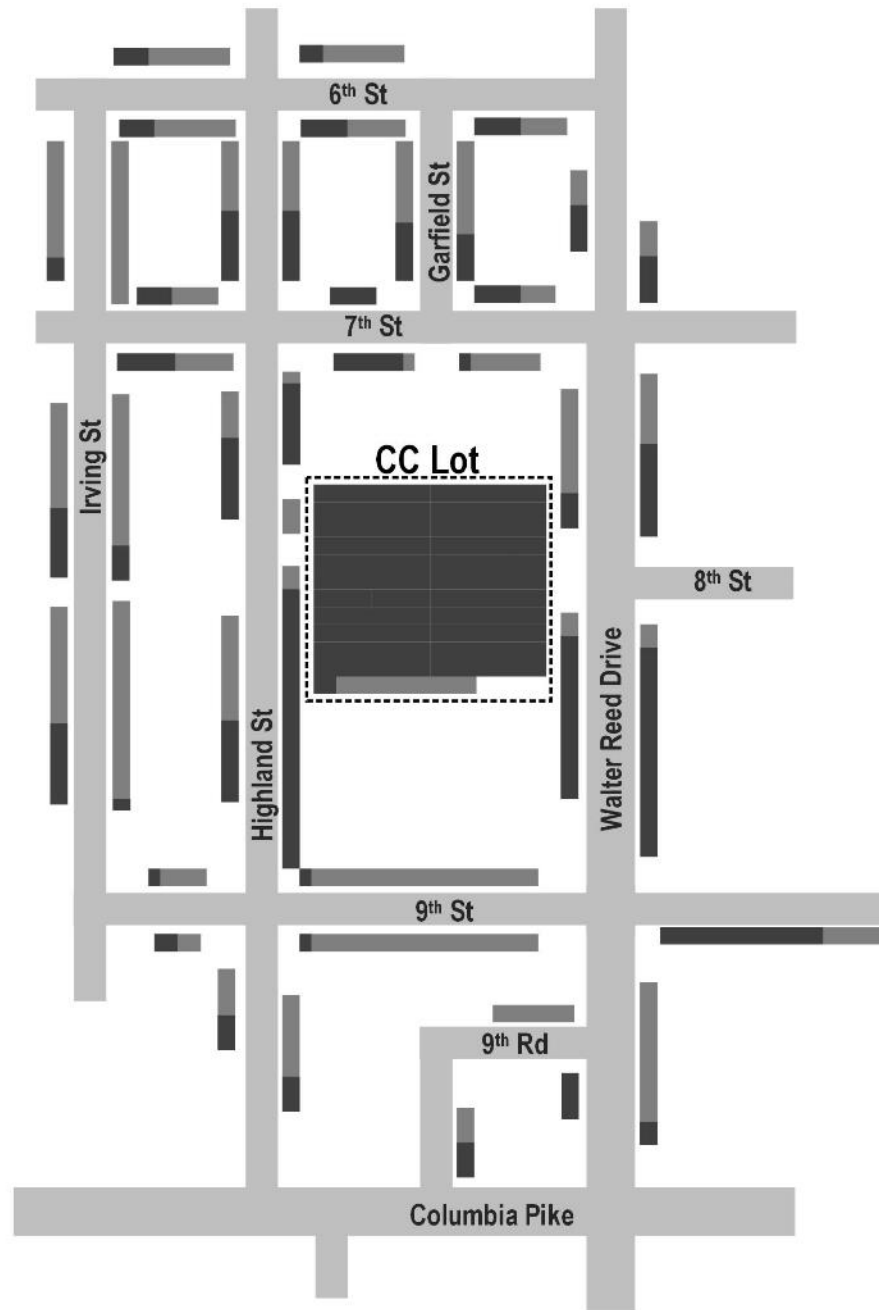 6th St
Garfield St
7th St
Irving St
CC Lot
8th St
Highland St
Walter Reed Drive
9th St
9th Rd
Columbia Pike